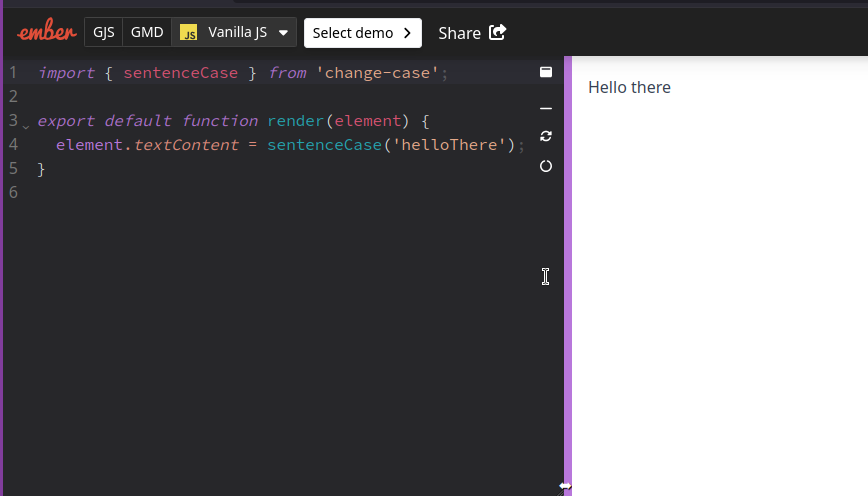 ember GJS GMD JS Vanilla JS Select demo Share
1 import { sentenceCase } from 'change-case';
2
3 export default function render(element) {
4 element.textContent = sentenceCase('helloThere');
5 }
6
Hello there